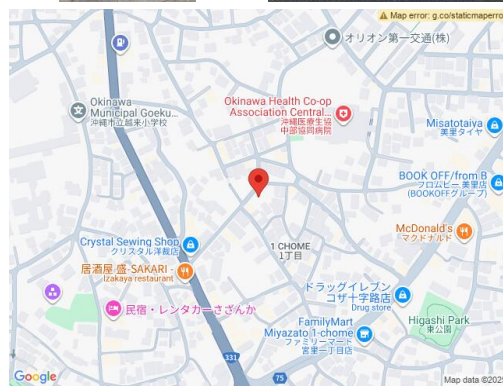 Map error: g.co/staticmaperro
オリオン第一交通(株)
Okinawa
Municipal Goeku...
沖縄市立越来小学校
Okinawa Health Co-op
Association Central...
沖縄医療生協
中部協同病院
Misatotaiya
美里タイヤ
BOOK OFF/from B
フロムビー 美里店
(BOOKOFFグループ)
McDonald's
マクドナルド
Crystal Sewing Shop
クリスタル洋裁店
1 CHOME
1丁目
居酒屋 盛-SAKARI -
Izakaya restaurant
民宿・レンタカーさざんか
ドラッグイレブン
コザ十字路店
Drug store
Higashi Park
東公園
FamilyMart
Miyazato 1-chome
ファミリーマート
宮里一丁目店
331
75
Google
Map data ©202